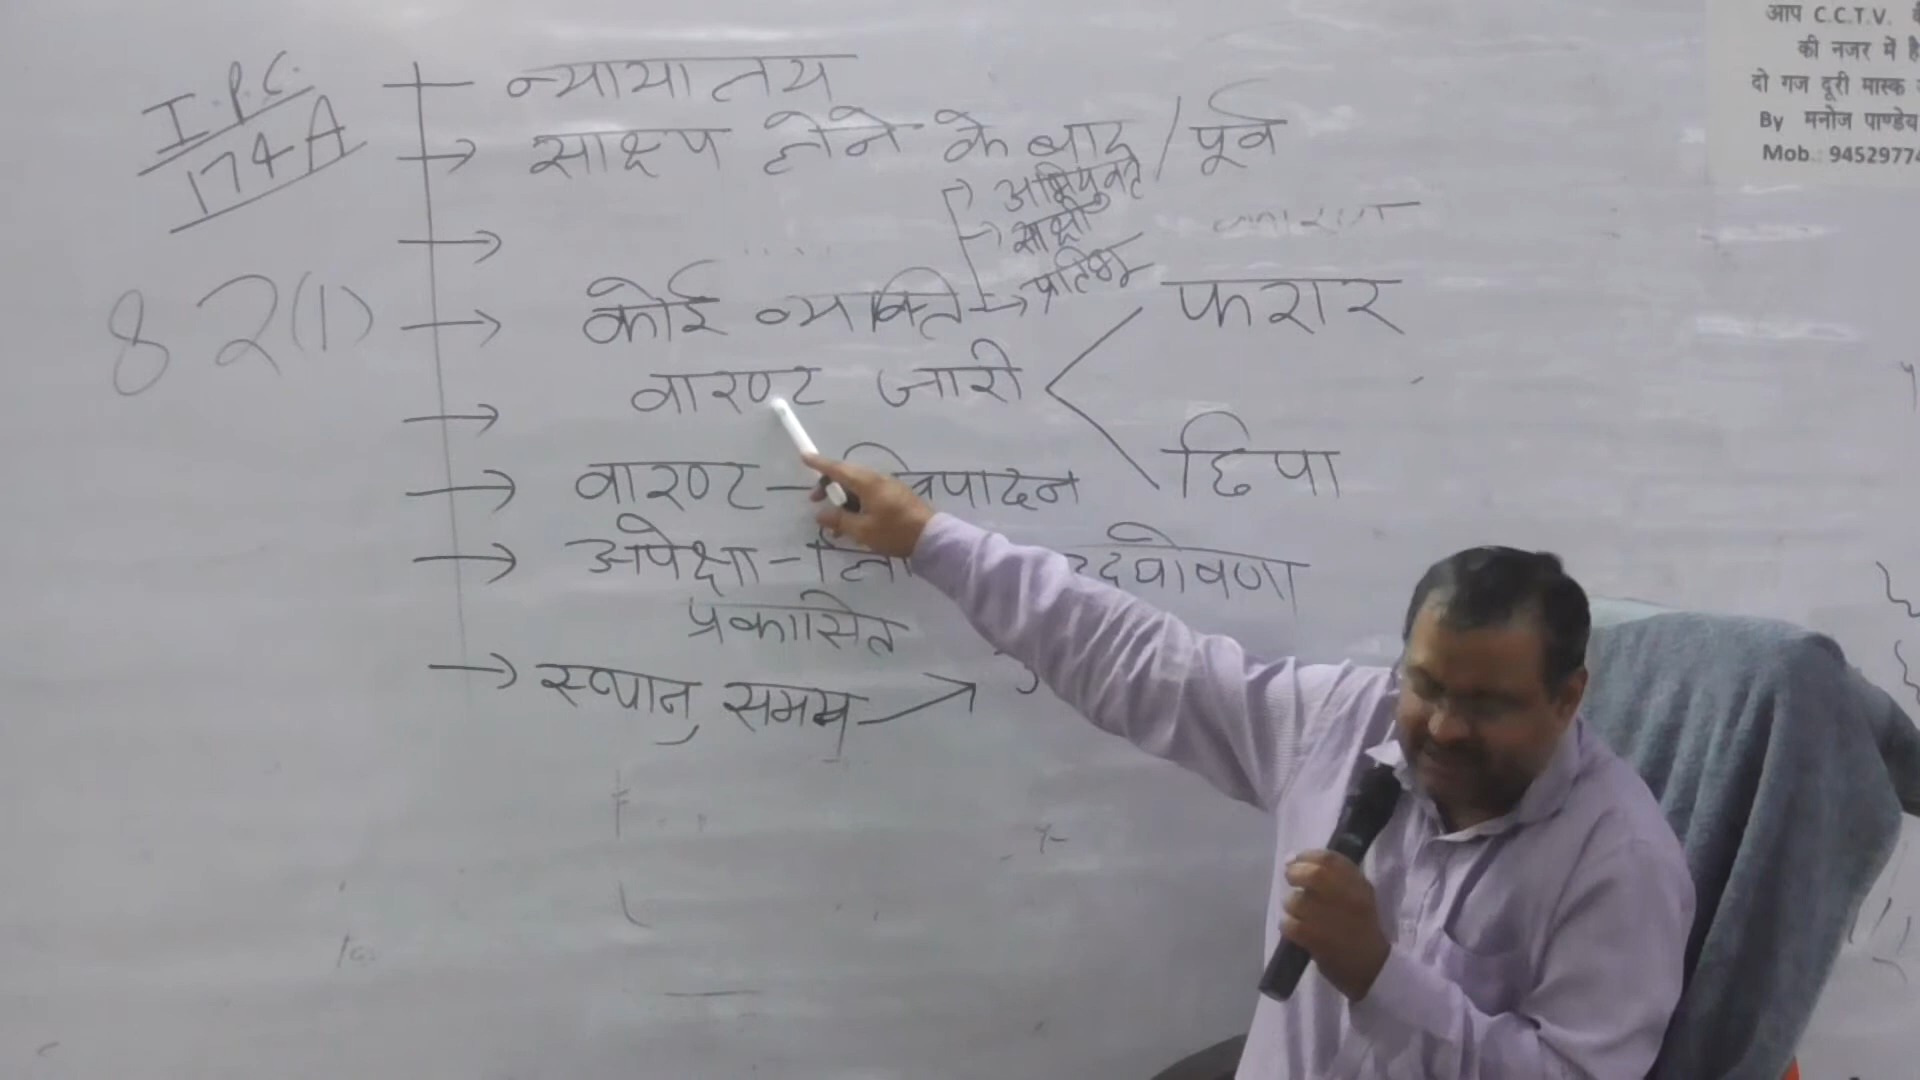 I.P.C.
174A
न्यायालय
साक्ष्य होने के बाद / पूर्व
अभियुक्त
साक्षी
प्रतिभू
82(1)
कोई व्यक्ति
फरार
वारण्ट जारी
छिपा
वारण्ट
अपेक्षा - उद्घोषणा
प्रकासित
स्थान, समय
आप C.C.T.V.
की नजर में है
दो गज दूरी मास्क
By मनोज पाण्डेय
Mob.: 94529774